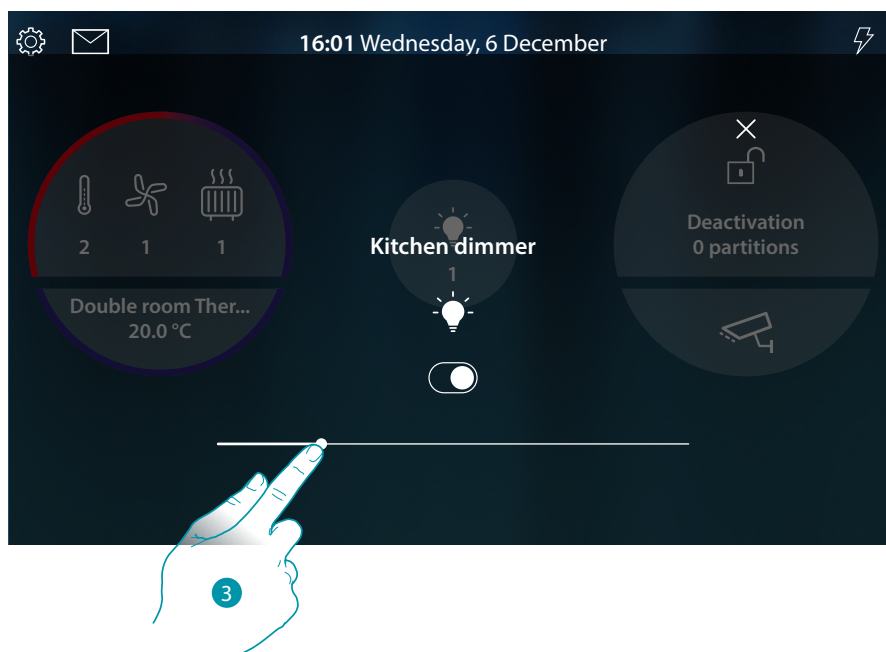 16:01 Wednesday, 6 December
2 1 1
Double room Ther...
20.0 °C
Kitchen dimmer
1
Deactivation
0 partitions
3